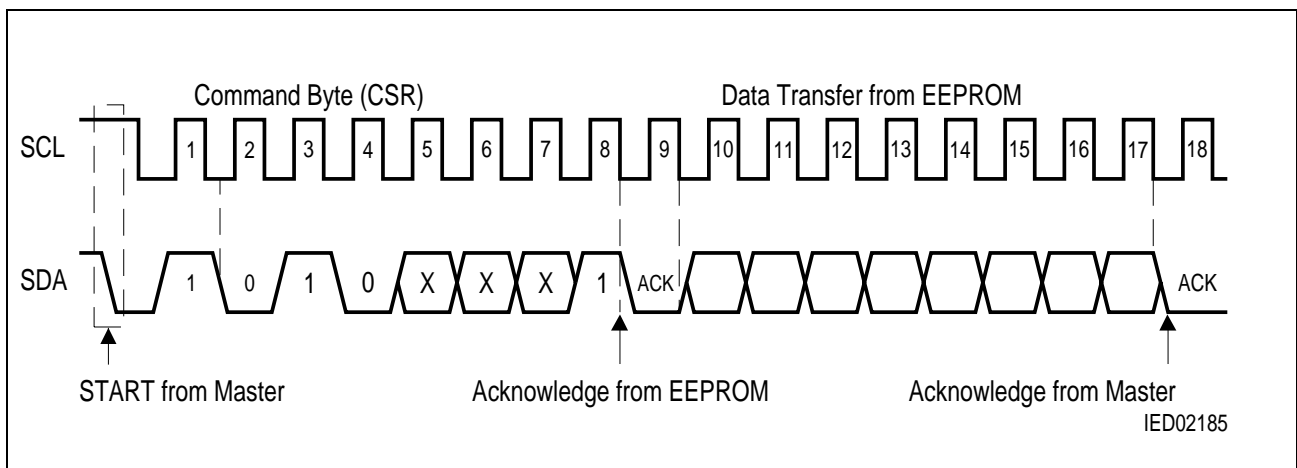 Command Byte (CSR) Data Transfer from EEPROM
SCL 1 2 3 4 5 6 7 8 9 10 11 12 13 14 15 16 17 18
SDA 1 0 1 0 X X X 1 ACK ACK
START from Master Acknowledge from EEPROM Acknowledge from Master
IED02185